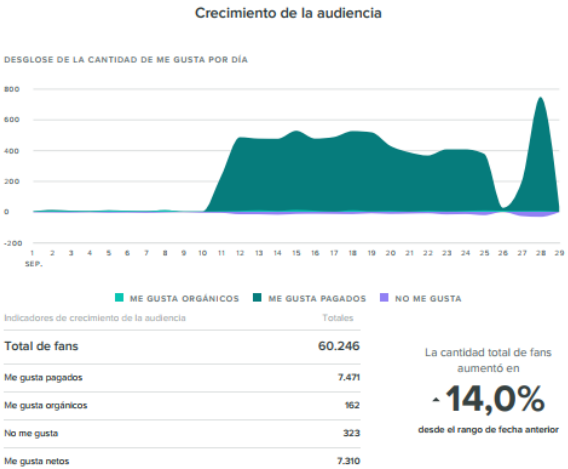 Crecimiento de la audiencia
DESGLOSE DE LA CANTIDAD DE ME GUSTA POR DÍA
800
600
400
200
0
-200
1 2 3 4 5 6 7 8 9 10 11 12 13 14 15 16 17 18 19 20 21 22 23 24 25 26 27 28 29
SEP.
ME GUSTA ORGÁNICOS ME GUSTA PAGADOS NO ME GUSTA
Indicadores de crecimiento de la audiencia Totales
Total de fans 60.246
Me gusta pagados 7.471
Me gusta orgánicos 162
No me gusta 323
Me gusta netos 7.310
La cantidad total de fans
aumentó en
14,0%
desde el rango de fecha anterior